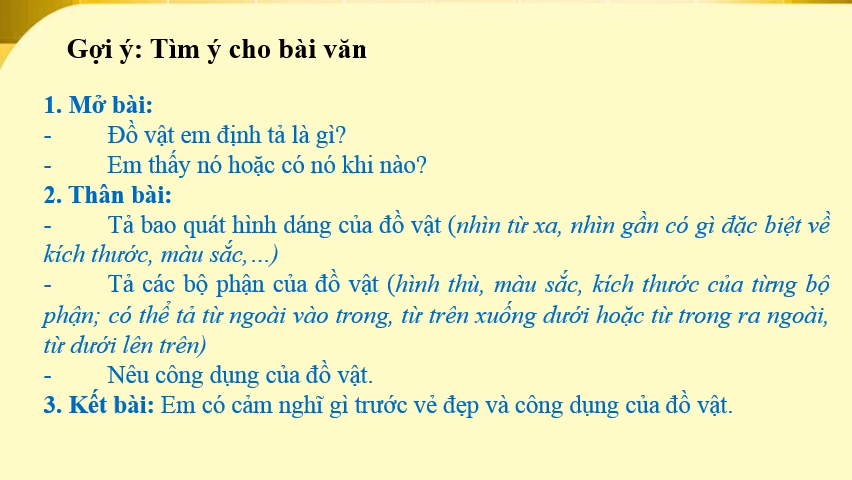 Gợi ý: Tìm ý cho bài văn
1. Mở bài:
- Đồ vật em định tả là gì?
- Em thấy nó hoặc có nó khi nào?
2. Thân bài:
- Tả bao quát hình dáng của đồ vật (nhìn từ xa, nhìn gần có gì đặc biệt về
kích thước, màu sắc,…)
- Tả các bộ phận của đồ vật (hình thù, màu sắc, kích thước của từng bộ
phận; có thể tả từ ngoài vào trong, từ trên xuống dưới hoặc từ trong ra ngoài,
từ dưới lên trên)
- Nêu công dụng của đồ vật.
3. Kết bài: Em có cảm nghĩ gì trước vẻ đẹp và công dụng của đồ vật.